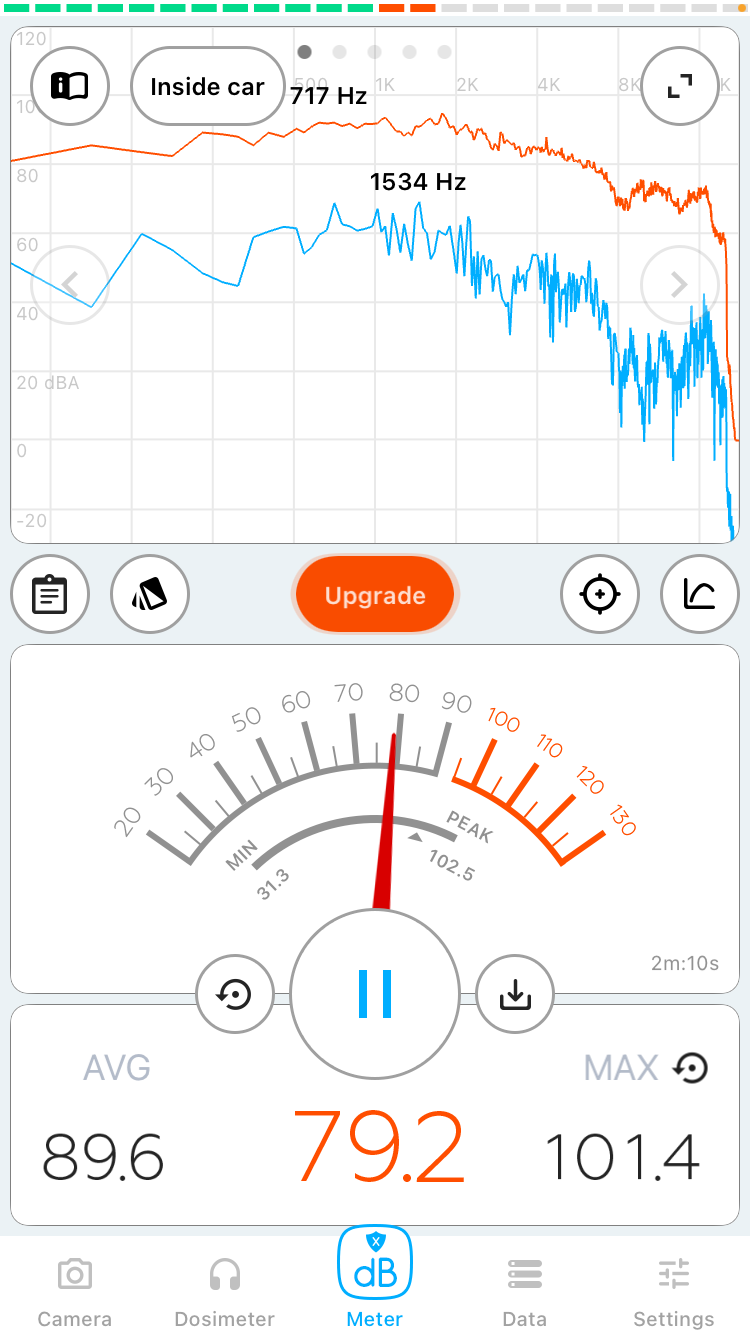 120
Inside car
500
1K
2K
4K
8K
K
10
717 Hz
80
1534 Hz
60
40
20 dBA
0
-20
Upgrade
20
30
40
50
60
70
80
90
100
110
120
130
MIN
31.3
PEAK
102.5
2m:10s
AVG
MAX
89.6
79.2
101.4
X
dB
Camera
Dosimeter
Meter
Data
Settings